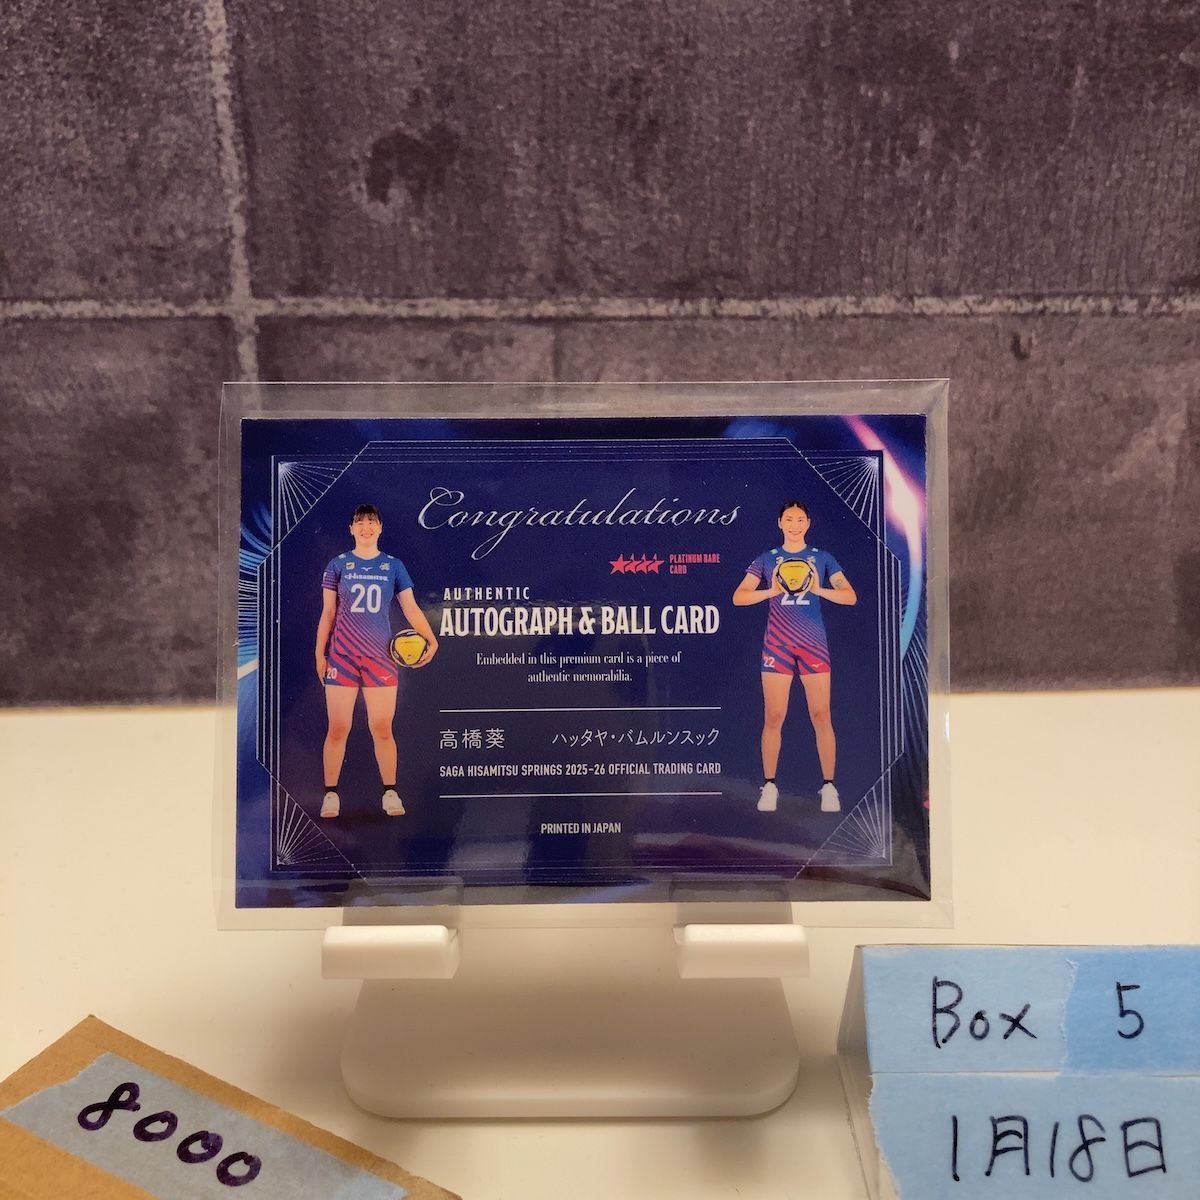 Congratulations
PLATINUM RARE
CARD
AUTHENTIC
AUTOGRAPH & BALL CARD
Embedded in this premium card is a piece of
authentic memorabilia.
高橋葵 ハッタヤ・バムルンスック
SAGA HISAMITSU SPRINGS 2025-26 OFFICIAL TRADING CARD
PRINTED IN JAPAN
Hisamitsu
20
20
22
22
Box 5
1月18日
8000